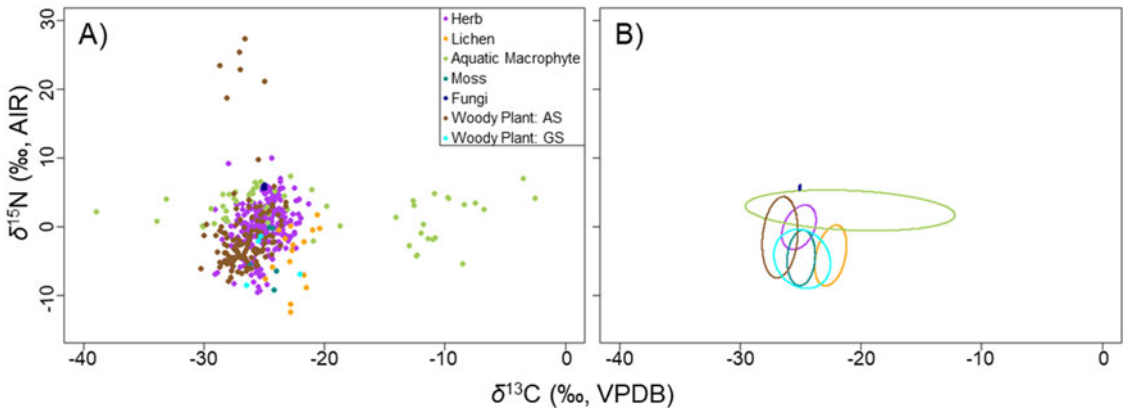 A)
Herb
Lichen
Aquatic Macrophyte
Moss
Fungi
Woody Plant: AS
Woody Plant: GS
B)
30
20
10
0
-10
δ15N (‰, AIR)
-40
-30
-20
-10
0
-40
-30
-20
-10
0
δ13C (‰, VPDB)